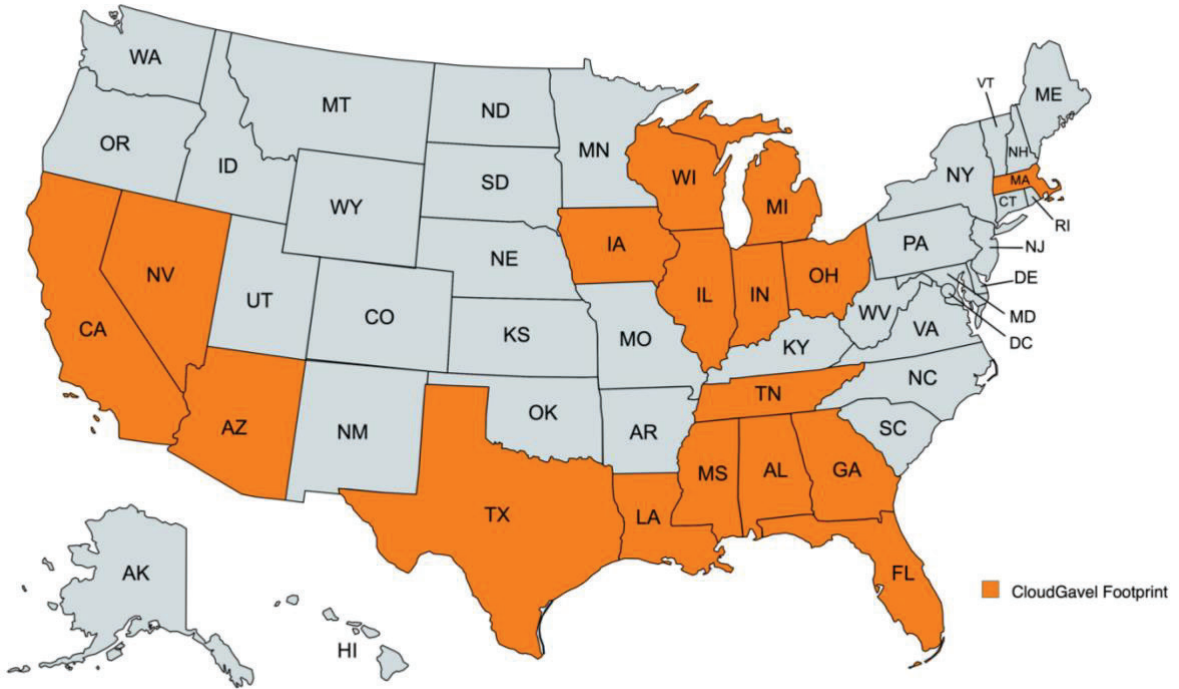 WA
MT
ND
MN
VT
ME
OR
ID
SD
WI
NH
NY
MA
WY
MI
CT
RI
IA
NE
PA
NJ
NV
UT
CO
IL
IN
OH
DE
CA
KS
MO
WV
VA
MD
KY
DC
TN
NC
AZ
NM
OK
AR
SC
MS
AL
GA
TX
LA
AK
FL
CloudGavel Footprint
HI